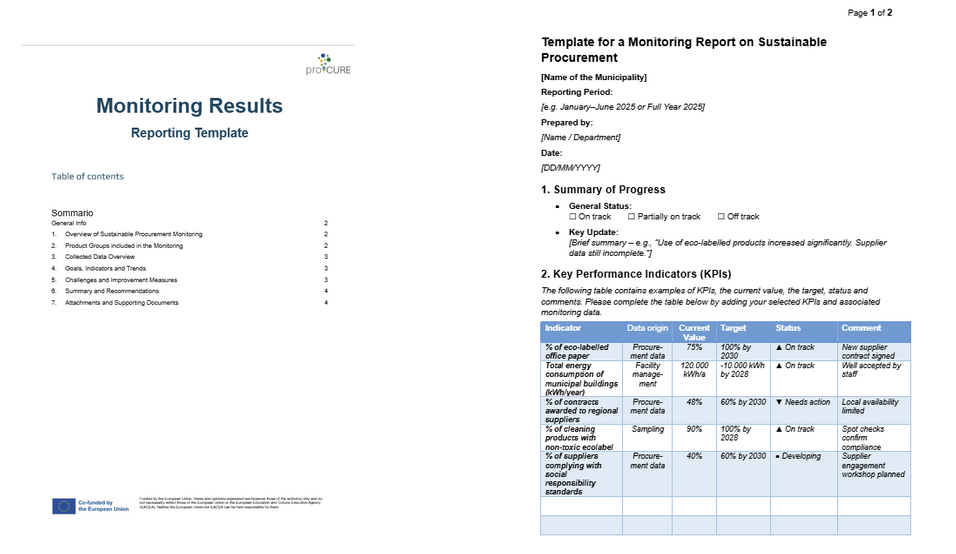 proCURE
Monitoring Results
Reporting Template
Table of contents
Sommario
General Info 2
1. Overview of Sustainable Procurement Monitoring 2
2. Product Groups included in the Monitoring 2
3. Collected Data Overview 3
4. Goals, Indicators and Trends 3
5. Challenges and Improvement Measures 3
6. Summary and Recommendations 4
7. Attachments and Supporting Documents 4
Co-funded by
the European Union
Funded by the European Union. Views and opinions expressed are however those of the author(s) only and do
not necessarily reflect those of the European Union or the European Education and Culture Executive Agency
(EACEA). Neither the European Union nor EACEA can be held responsible for them.
Page 1 of 2
Template for a Monitoring Report on Sustainable
Procurement
[Name of the Municipality]
Reporting Period:
[e.g. January–June 2025 or Full Year 2025]
Prepared by:
[Name / Department]
Date:
[DD/MM/YYYY]
1. Summary of Progress
• General Status:
☐ On track ☐ Partially on track ☐ Off track
• Key Update:
[Brief summary – e.g., “Use of eco-labelled products increased significantly. Supplier
data still incomplete.”]
2. Key Performance Indicators (KPIs)
The following table contains examples of KPIs, the current value, the target, status and
comments. Please complete the table below by adding your selected KPIs and associated
monitoring data.
Indicator Data origin Current Target Status Comment
Value
% of eco-labelled Procure- 75% 100% by ▲ On track New supplier
office paper ment data 2030 contract signed
Total energy Facility 120.000 -10.000 kWh ▲ On track Well accepted by
consumption of manage- kWh/a by 2028 staff
municipal buildings ment
(kWh/year)
% of contracts Procure- 48% 60% by 2030 ▼ Needs action Local availability
awarded to regional ment data limited
suppliers
% of cleaning Sampling 90% 100% by ▲ On track Spot checks
products with 2028 confirm
non-toxic ecolabel compliance
% of suppliers Procure- 40% 60% by 2030 ▪ Developing Supplier
complying with ment data engagement
social workshop planned
responsibility
standards